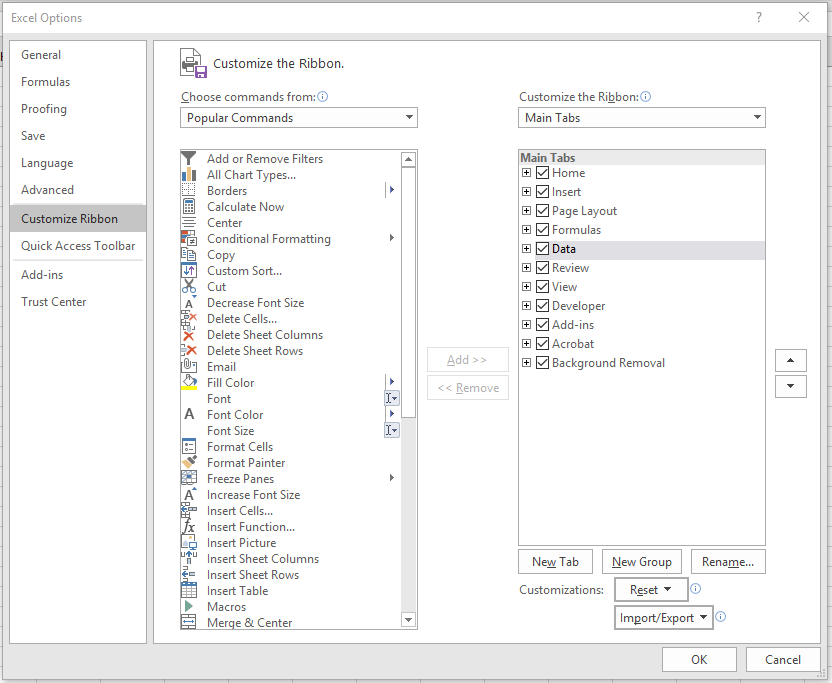 Excel Options
?
General
Formulas
Proofing
Save
Language
Advanced
Customize Ribbon
Quick Access Toolbar
Add-ins
Trust Center
Customize the Ribbon.
Choose commands from:
Popular Commands
Add or Remove Filters
All Chart Types...
Borders
Calculate Now
Center
Conditional Formatting
Copy
Custom Sort...
Cut
Decrease Font Size
Delete Cells...
Delete Sheet Columns
Delete Sheet Rows
Email
Fill Color
Font
Font Color
Font Size
Format Cells
Format Painter
Freeze Panes
Increase Font Size
Insert Cells...
Insert Function...
Insert Picture
Insert Sheet Columns
Insert Sheet Rows
Insert Table
Macros
Merge & Center
Add >>
<< Remove
Customize the Ribbon:
Main Tabs
Main Tabs
Home
Insert
Page Layout
Formulas
Data
Review
View
Developer
Add-ins
Acrobat
Background Removal
New Tab
New Group
Rename...
Customizations:
Reset
Import/Export
OK
Cancel